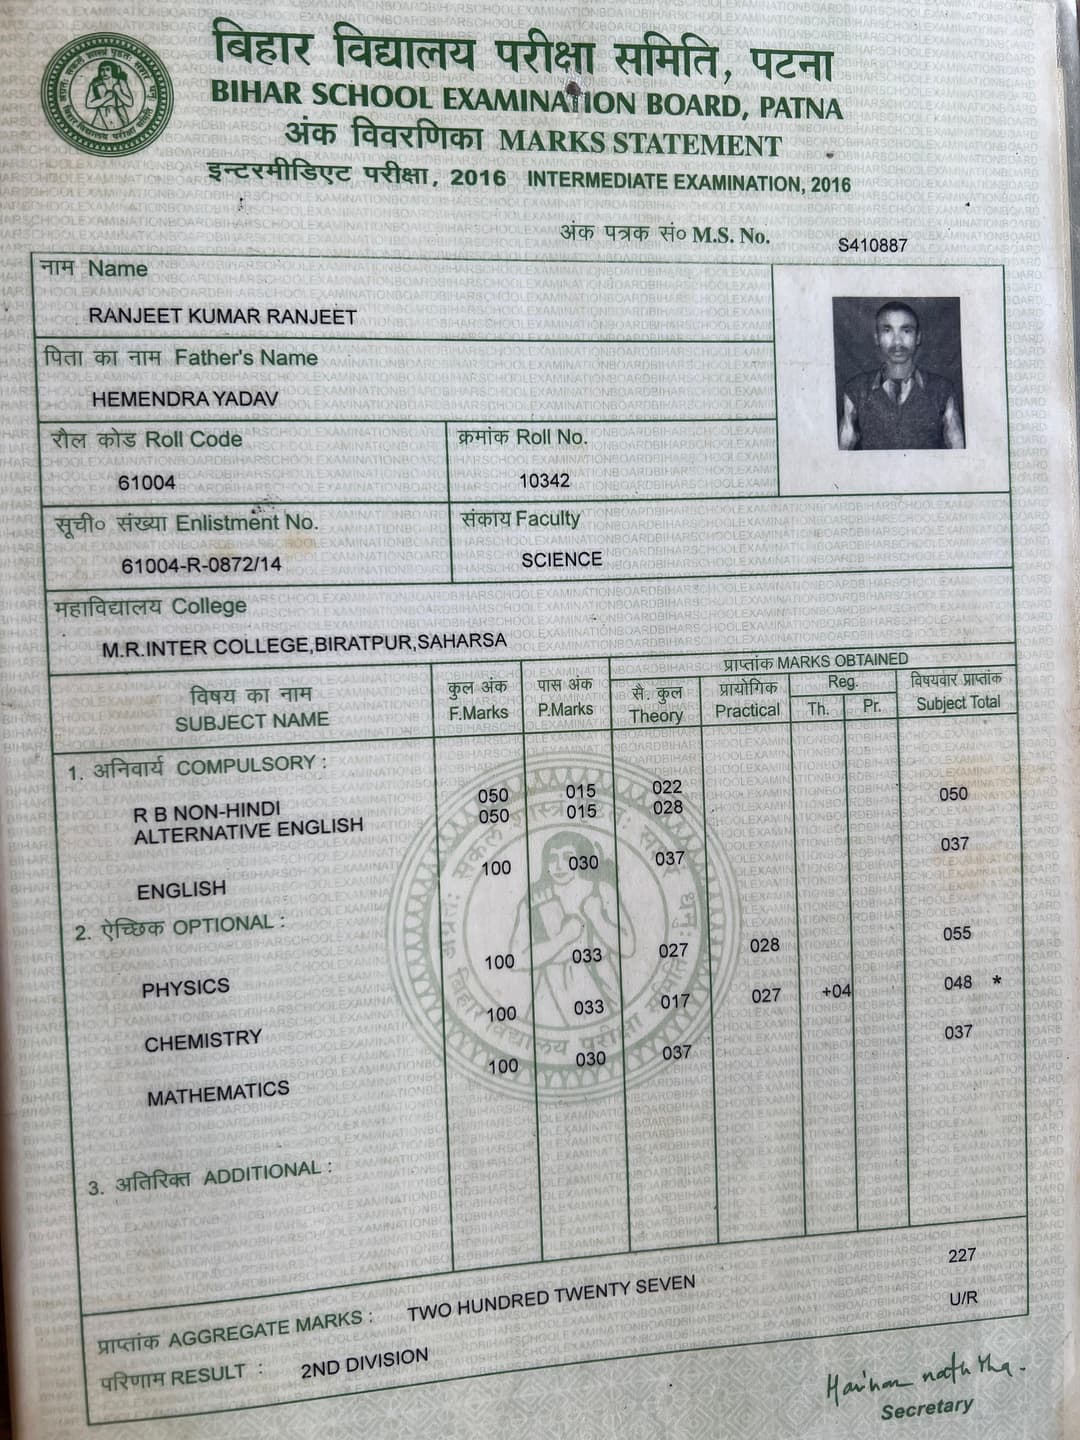 बिहार विद्यालय परीक्षा समिति, पटना
BIHAR SCHOOL EXAMINATION BOARD, PATNA
अंक विवरणिका MARKS STATEMENT
इन्टरमीडिएट परीक्षा, 2016 INTERMEDIATE EXAMINATION, 2016
अंक पत्रक सं० M.S. No. S410887
नाम Name
RANJEET KUMAR RANJEET
पिता का नाम Father's Name
HEMENDRA YADAV
रौल कोड Roll Code क्रमांक Roll No.
61004 10342
सूची० संख्या Enlistment No. संकाय Faculty
61004-R-0872/14 SCIENCE
महाविद्यालय College
M.R.INTER COLLEGE,BIRATPUR,SAHARSA
प्राप्तांक MARKS OBTAINED
विषय का नाम कुल अंक पास अंक सै. कुल प्रायोगिक Reg. विषयवार प्राप्तांक
SUBJECT NAME F.Marks P.Marks Theory Practical Th. Pr. Subject Total
1. अनिवार्य COMPULSORY :
R B NON-HINDI 050 015 022 050
ALTERNATIVE ENGLISH 050 015 028
ENGLISH 100 030 037 037
2. ऐच्छिक OPTIONAL :
PHYSICS 100 033 027 028 055
CHEMISTRY 100 033 017 027 +04 048 *
MATHEMATICS 100 030 037 037
3. अतिरिक्त ADDITIONAL :
प्राप्तांक AGGREGATE MARKS : TWO HUNDRED TWENTY SEVEN 227
परिणाम RESULT : 2ND DIVISION U/R
Secretary